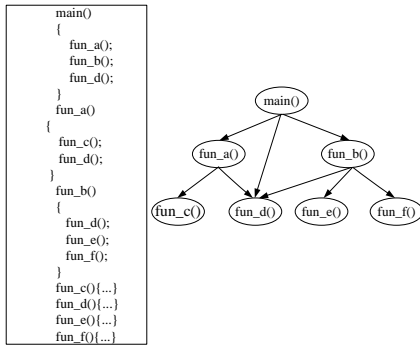 main()
{
fun_a();
fun_b();
fun_d();
}
fun_a()
{
fun_c();
fun_d();
}
fun_b()
{
fun_d();
fun_e();
fun_f();
}
fun_c(){...}
fun_d(){...}
fun_e(){...}
fun_f(){...}
main()
fun_a()
fun_b()
fun_c()
fun_d()
fun_e()
fun_f()